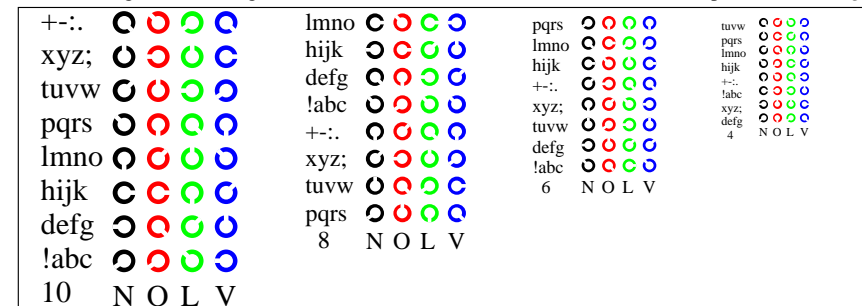 +-:.
xyz;
tuvw
pqrs
lmno
hijk
defg
!abc
10 N O L V
lmno
hijk
defg
!abc
+-:.
xyz;
tuvw
pqrs
8 N O L V
pqrs
lmno
hijk
+-:.
xyz;
tuvw
defg
!abc
6 N O L V
tuvw
pqrs
lmno
hijk
+-:.
!abc
xyz;
defg
4 N O L V